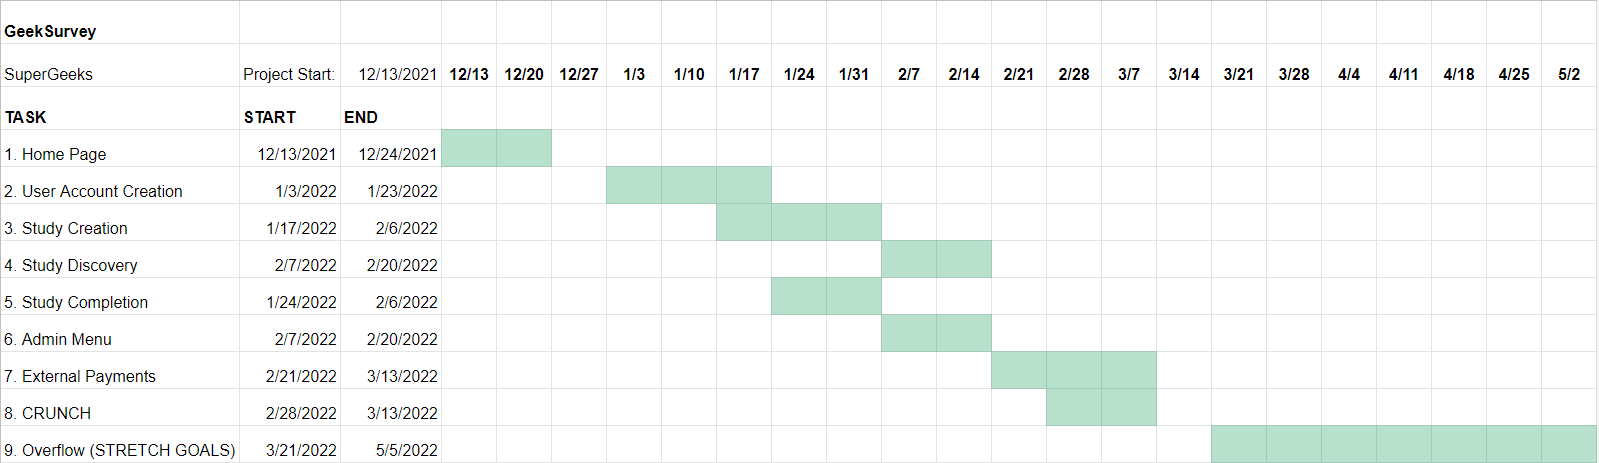 GeekSurvey
SuperGeeks Project Start: 12/13/2021 12/13 12/20 12/27 1/3 1/10 1/17 1/24 1/31 2/7 2/14 2/21 2/28 3/7 3/14 3/21 3/28 4/4 4/11 4/18 4/25 5/2
TASK START END
1. Home Page 12/13/2021 12/24/2021
2. User Account Creation 1/3/2022 1/23/2022
3. Study Creation 1/17/2022 2/6/2022
4. Study Discovery 2/7/2022 2/20/2022
5. Study Completion 1/24/2022 2/6/2022
6. Admin Menu 2/7/2022 2/20/2022
7. External Payments 2/21/2022 3/13/2022
8. CRUNCH 2/28/2022 3/13/2022
9. Overflow (STRETCH GOALS) 3/21/2022 5/5/2022